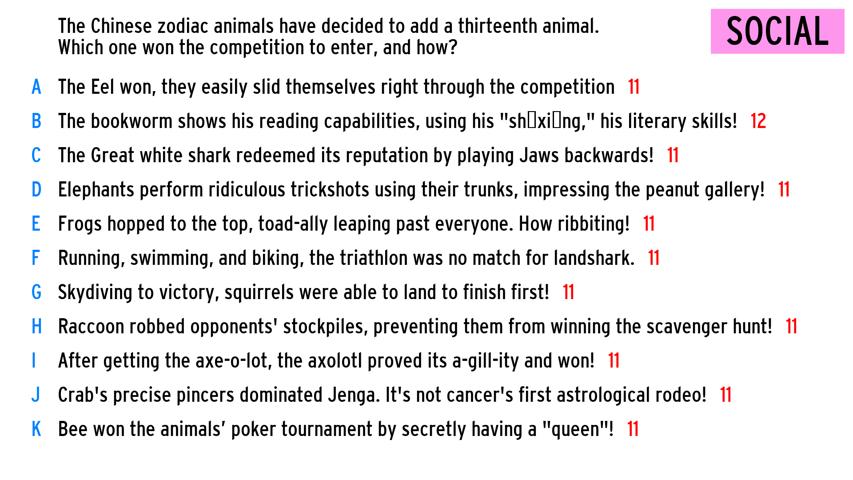 The Chinese zodiac animals have decided to add a thirteenth animal.
Which one won the competition to enter, and how?
SOCIAL
A The Eel won, they easily slid themselves right through the competition 11
B The bookworm shows his reading capabilities, using his "sh▯xi▯ng," his literary skills! 12
C The Great white shark redeemed its reputation by playing Jaws backwards! 11
D Elephants perform ridiculous trickshots using their trunks, impressing the peanut gallery! 11
E Frogs hopped to the top, toad-ally leaping past everyone. How ribbiting! 11
F Running, swimming, and biking, the triathlon was no match for landshark. 11
G Skydiving to victory, squirrels were able to land to finish first! 11
H Raccoon robbed opponents' stockpiles, preventing them from winning the scavenger hunt! 11
I After getting the axe-o-lot, the axolotl proved its a-gill-ity and won! 11
J Crab's precise pincers dominated Jenga. It's not cancer's first astrological rodeo! 11
K Bee won the animals’ poker tournament by secretly having a "queen"! 11